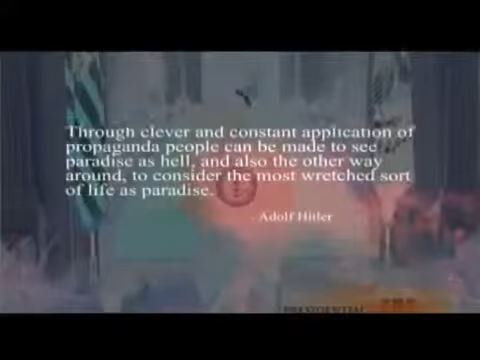 Through clever and constant application of
propaganda people can be made to see
paradise as hell, and also the other way
around, to consider the most wretched sort
of life as paradise.
- Adolf Hitler
PRESIDENTIAL